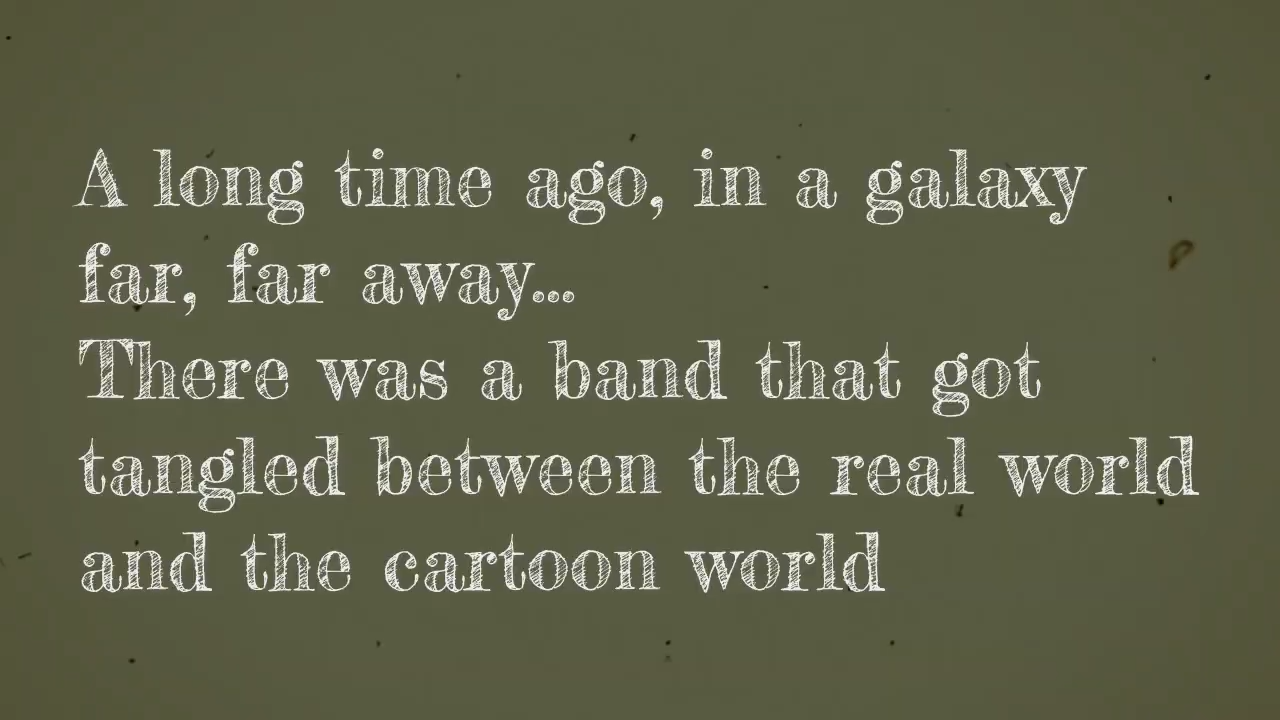 A long time ago, in a galaxy
far, far away...
There was a band that got
tangled between the real world
and the cartoon world